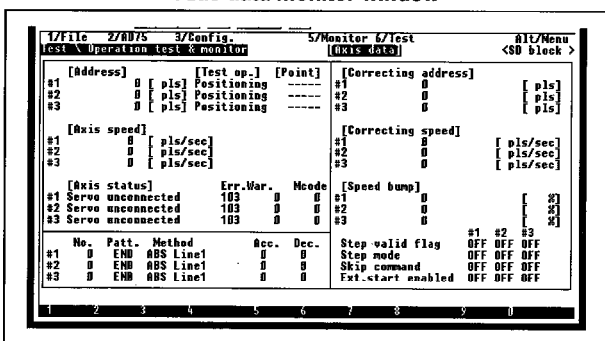 1/File 2/AD75 3/Config. 5/Monitor 6/Test Alt/Menu
Test \ Operation test & monitor [Axis data] <SD block >
[Address] [Test op.] [Point]
#1 0 [ pls] Positioning -----
#2 0 [ pls] Positioning -----
#3 0 [ pls] Positioning -----
[Axis speed]
#1 0 [ pls/sec]
#2 0 [ pls/sec]
#3 0 [ pls/sec]
[Axis status] Err.War. Mcode
#1 Servo unconnected 103 0 0
#2 Servo unconnected 103 0 0
#3 Servo unconnected 103 0 0
No. Patt. Method Acc. Dec.
#1 0 END ABS Line1 0 0
#2 0 END ABS Line1 0 0
#3 0 END ABS Line1 0 0
[Correcting address]
#1 0 [ pls]
#2 0 [ pls]
#3 0 [ pls]
[Correcting speed]
#1 0 [ pls/sec]
#2 0 [ pls/sec]
#3 0 [ pls/sec]
[Speed bump]
#1 0 [ %]
#2 0 [ %]
#3 0 [ %]
#1 #2 #3
Step valid flag OFF OFF OFF
Step mode OFF OFF OFF
Skip command OFF OFF OFF
Ext.start enabled OFF OFF OFF
1 2 3 4 5 6 7 8 9 0